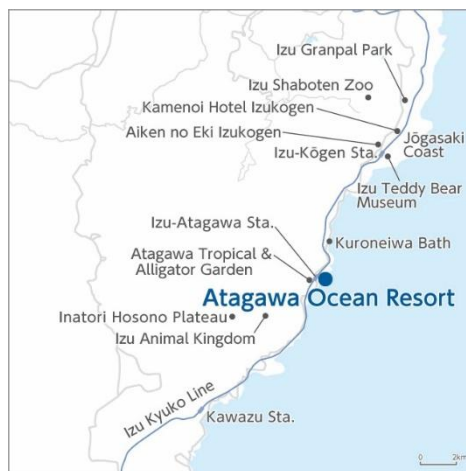 Izu Granpal Park
Izu Shaboten Zoo
Kamenoi Hotel Izukogen
Aiken no Eki Izukogen
Izu-Kōgen Sta.
Jōgasaki
Coast
Izu Teddy Bear
Museum
Izu-Atagawa Sta.
Kuroneiwa Bath
Atagawa Tropical &
Alligator Garden
Atagawa Ocean Resort
Inatori Hosono Plateau
Izu Animal Kingdom
Izu Kyuko Line
Kawazu Sta.
0 2km